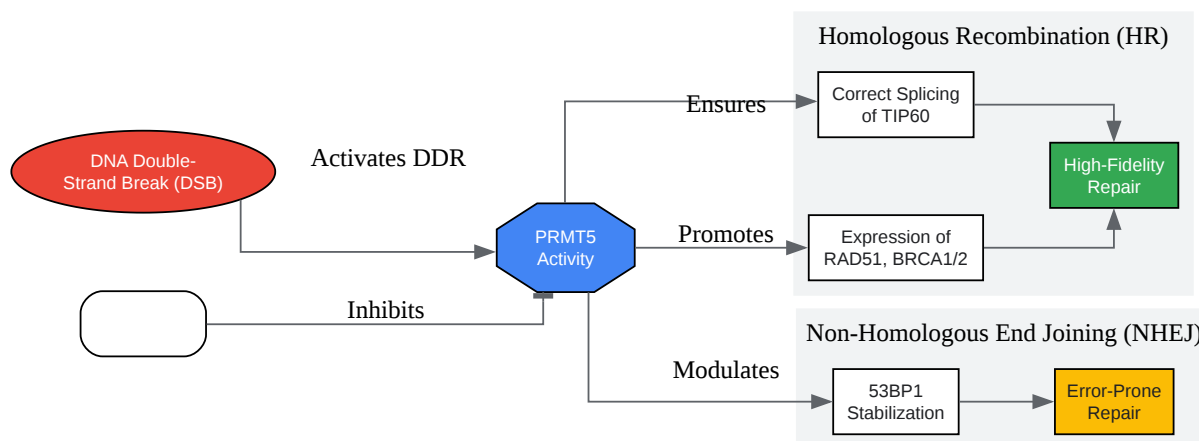 Homologous Recombination (HR)
Ensures
Correct Splicing
of TIP60
DNA Double-
Strand Break (DSB)
Activates DDR
High-Fidelity
Repair
PRMT5
Activity
Promotes
Expression of
RAD51, BRCA1/2
Inhibits
Non-Homologous End Joining (NHEJ)
Modulates
53BP1
Stabilization
Error-Prone
Repair